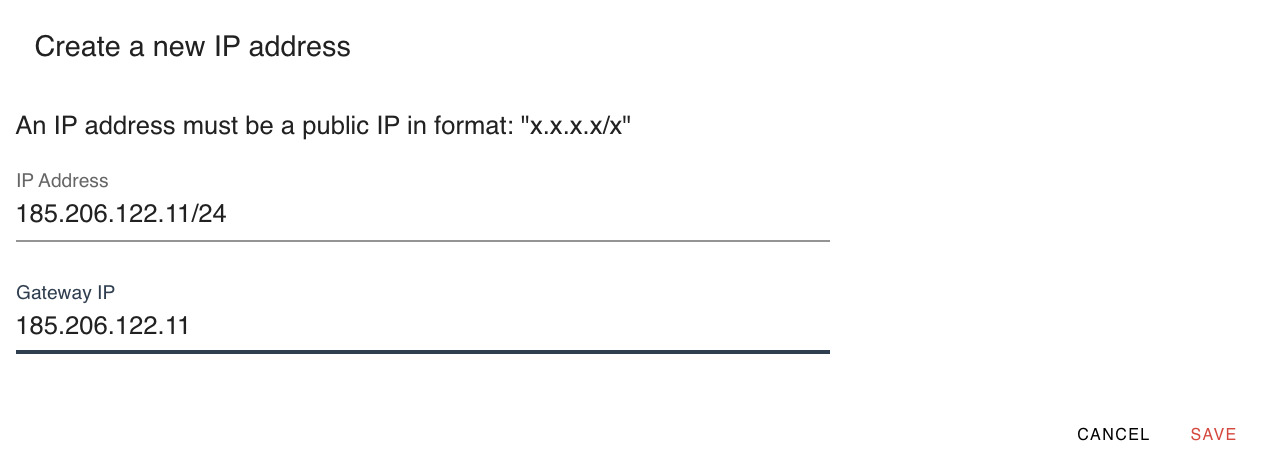 Create a new IP address
An IP address must be a public IP in format: "x.x.x.x/x"
IP Address
185.206.122.11/24
Gateway IP
185.206.122.11
CANCEL SAVE